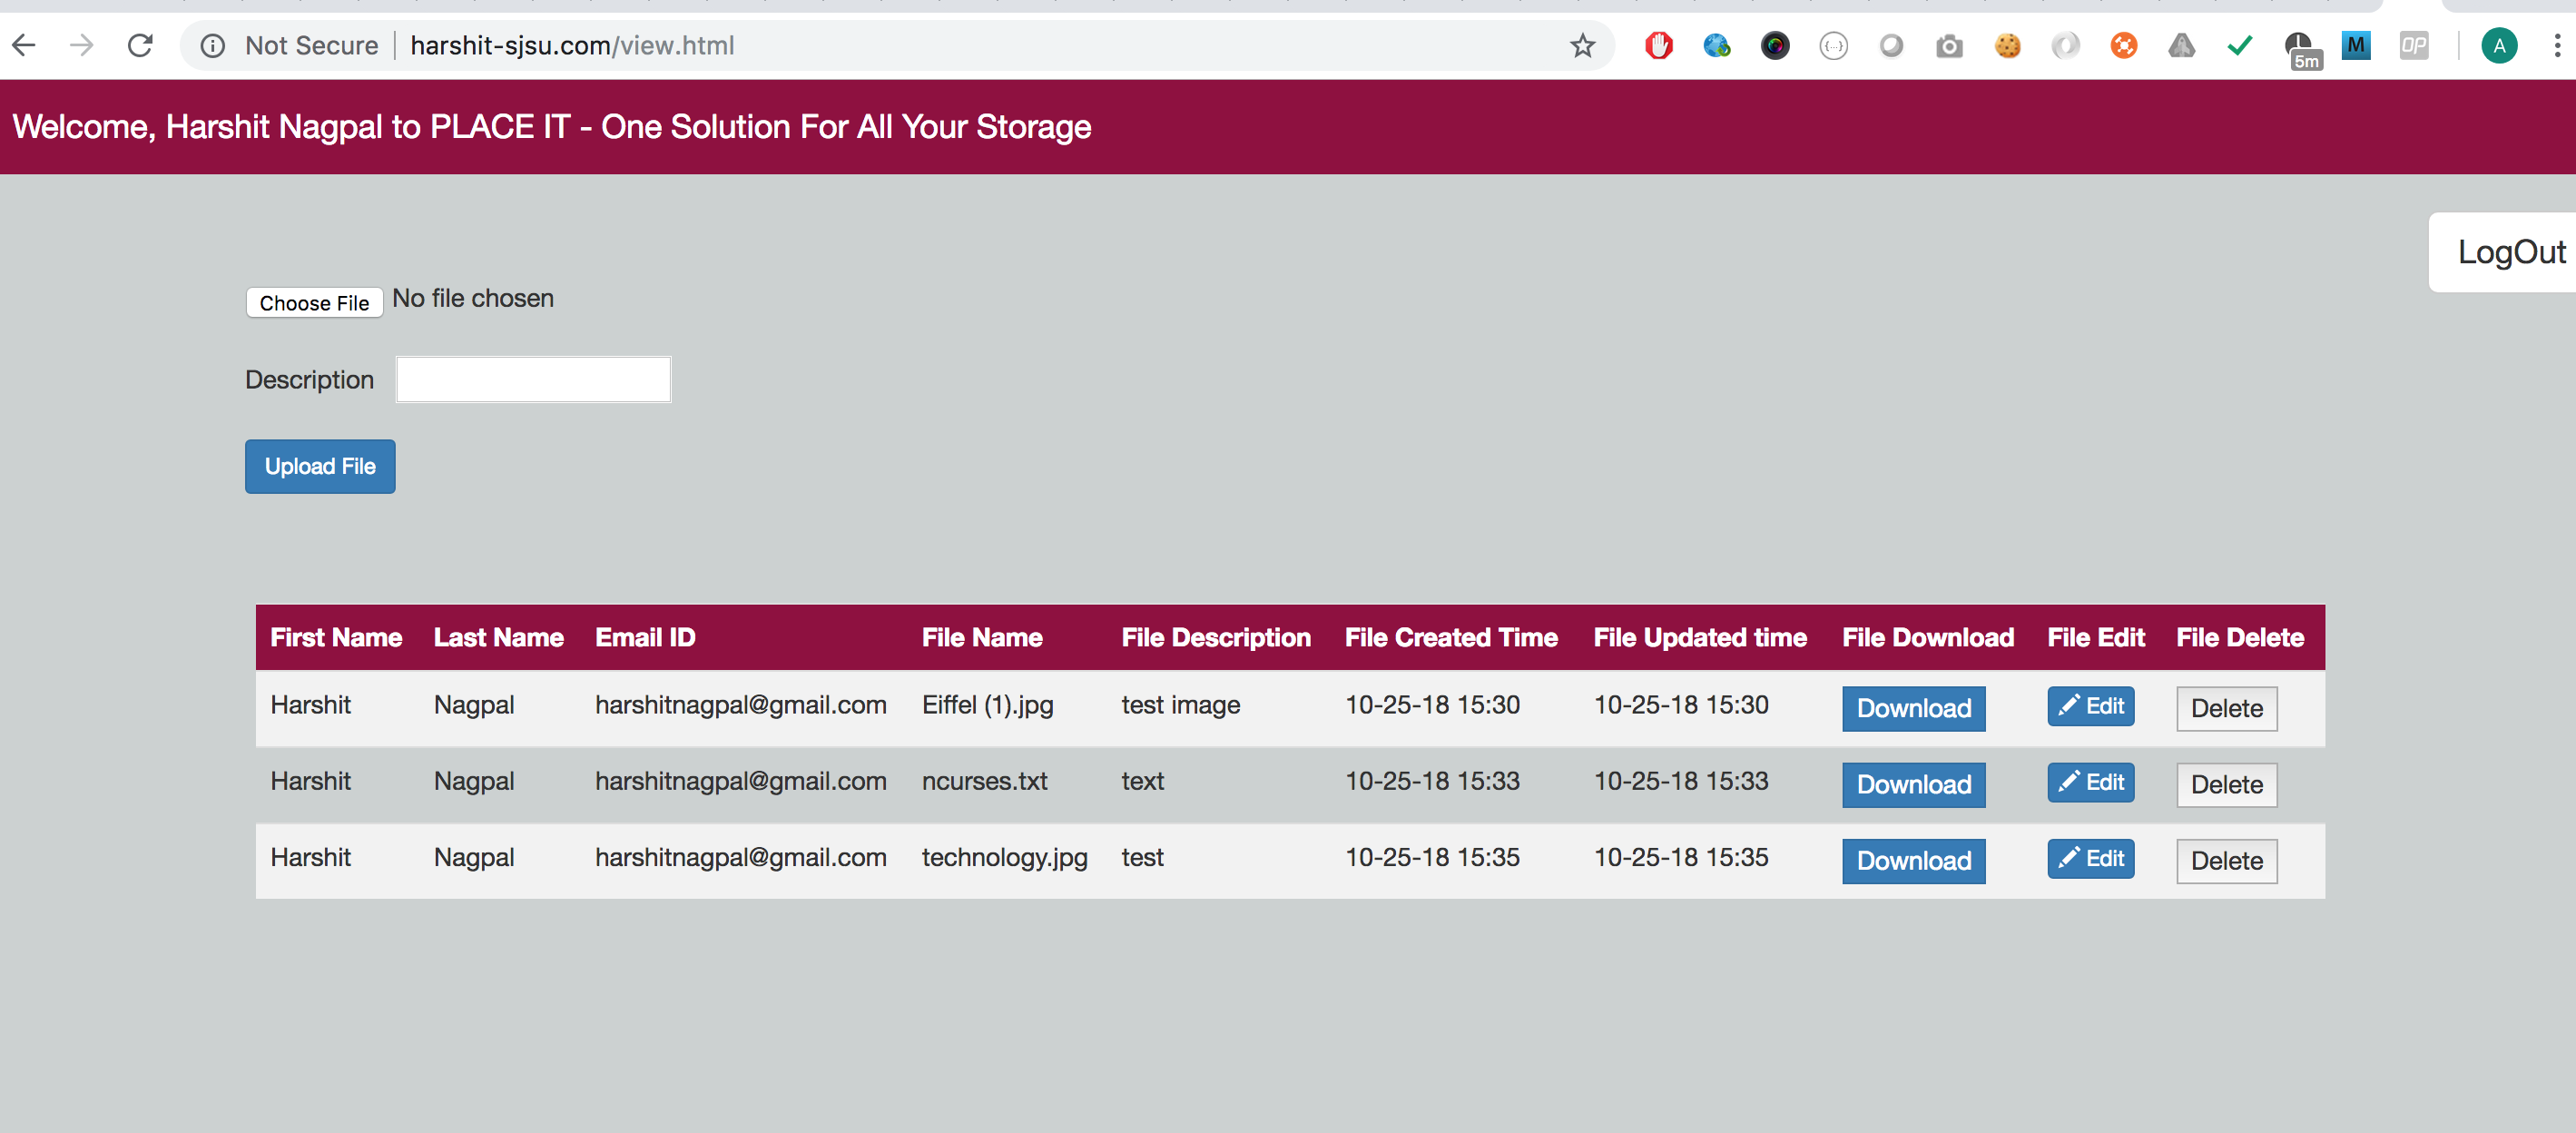 Not Secure harshit-sjsu.com/view.html
5m M OP A
Welcome, Harshit Nagpal to PLACE IT - One Solution For All Your Storage
LogOut
Choose File No file chosen
Description
Upload File
First Name Last Name Email ID File Name File Description File Created Time File Updated time File Download File Edit File Delete
Harshit Nagpal harshitnagpal@gmail.com Eiffel (1).jpg test image 10-25-18 15:30 10-25-18 15:30 Download Edit Delete
Harshit Nagpal harshitnagpal@gmail.com ncurses.txt text 10-25-18 15:33 10-25-18 15:33 Download Edit Delete
Harshit Nagpal harshitnagpal@gmail.com technology.jpg test 10-25-18 15:35 10-25-18 15:35 Download Edit Delete